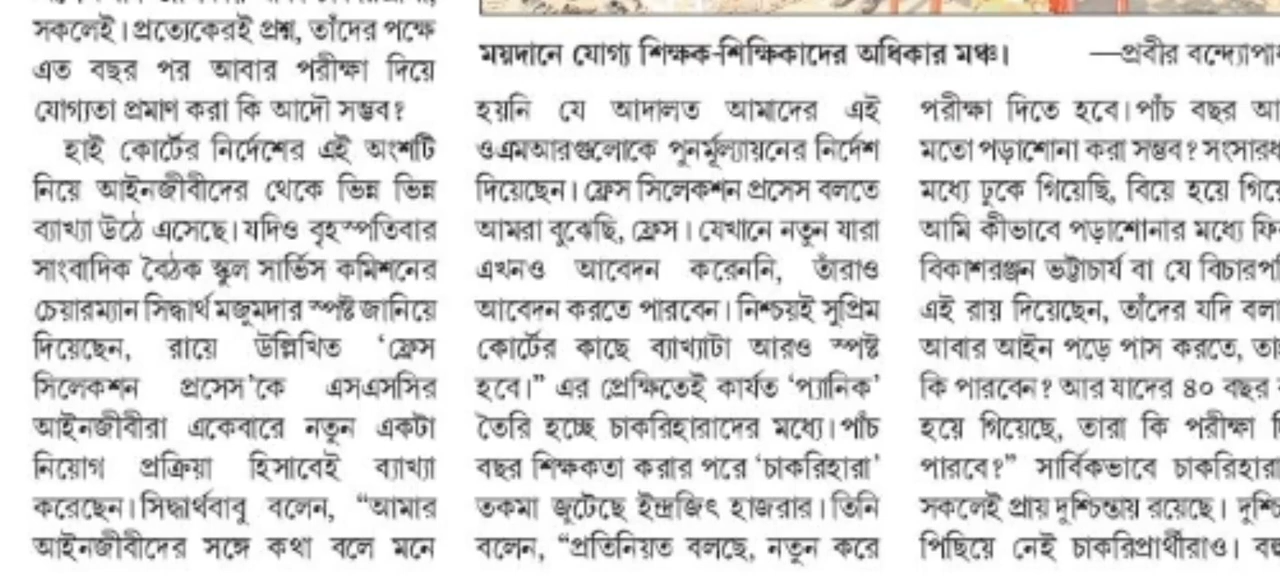 সকলেই। প্রত্যেকেরই প্রশ্ন, তাঁদের পক্ষে
এত বছর পর আবার পরীক্ষা দিয়ে
যোগ্যতা প্রমাণ করা কি আদৌ সম্ভব?
হাই কোর্টের নির্দেশের এই অংশটি
নিয়ে আইনজীবীদের থেকে ভিন্ন ভিন্ন
ব্যাখ্যা উঠে এসেছে। যদিও বৃহস্পতিবার
সাংবাদিক বৈঠক স্কুল সার্ভিস কমিশনের
চেয়ারম্যান সিদ্ধার্থ মজুমদার স্পষ্ট জানিয়ে
দিয়েছেন, রায়ে উল্লিখিত ‘ফ্রেস
সিলেকশন প্রসেস’কে এসএসসির
আইনজীবীরা একেবারে নতুন একটা
নিয়োগ প্রক্রিয়া হিসাবেই ব্যাখ্যা
করেছেন। সিদ্ধার্থবাবু বলেন, “আমার
আইনজীবীদের সঙ্গে কথা বলে মনে
ময়দানে যোগ্য শিক্ষক-শিক্ষিকাদের অধিকার মঞ্চ। —প্রবীর
হয়নি যে আদালত আমাদের এই
ওএমআরগুলোকে পুনর্মূল্যায়নের নির্দেশ
দিয়েছেন। ফ্রেস সিলেকশন প্রসেস বলতে
আমরা বুঝেছি, ফ্রেস। যেখানে নতুন যারা
এখনও আবেদন করেননি, তাঁরাও
আবেদন করতে পারবেন। নিশ্চয়ই সুপ্রিম
কোর্টের কাছে ব্যাখ্যাটা আরও স্পষ্ট
হবে।” এর প্রেক্ষিতেই কার্যত ‘প্যানিক’
তৈরি হচ্ছে চাকরিহারাদের মধ্যে। পাঁচ
বছর শিক্ষকতা করার পরে ‘চাকরিহারা’
তকমা জুটেছে ইন্দ্রজিৎ হাজরার। তিনি
বলেন, “প্রতিনিয়ত বলছে, নতুন করে
পরীক্ষা দিতে হবে। পাঁচ বছর
মতো পড়াশোনা করা সম্ভব?
মধ্যে ঢুকে গিয়েছি, বিয়ে হয়ে
আমি কীভাবে পড়াশোনার মধ্যে
বিকাশরঞ্জন ভট্টাচার্য বা যে
এই রায় দিয়েছেন, তাঁদের যদি
আবার আইন পড়ে পাস করতে,
কি পারবেন? আর যাদের ৪০ বছর
হয়ে গিয়েছে, তারা কি পরীক্ষা
পারবে?” সার্বিকভাবে চাকরিহারা
সকলেই প্রায় দুশ্চিন্তায় রয়েছে।
পিছিয়ে নেই চাকরিপ্রার্থীরাও।